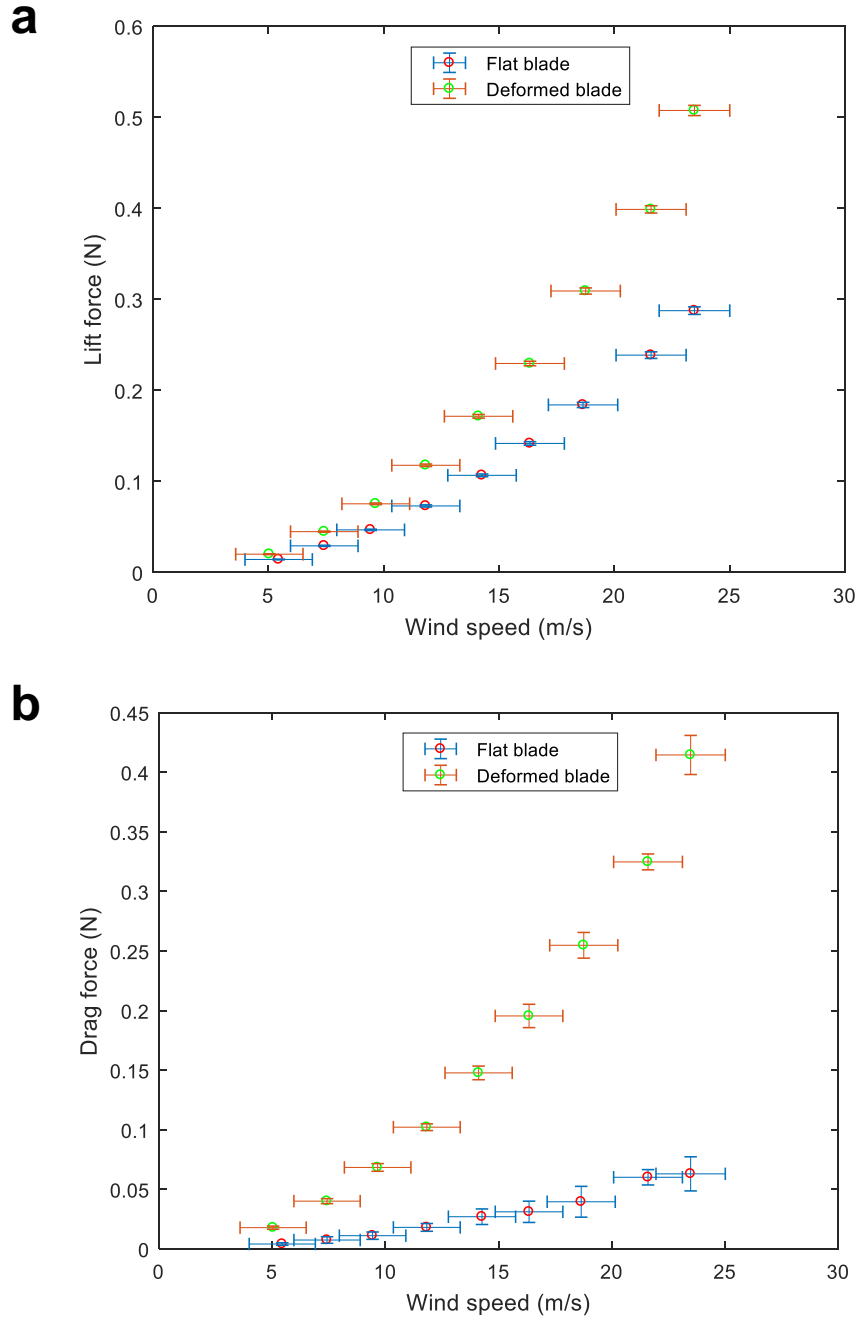 a
0.6
0.5
0.4
0.3
0.2
0.1
0
Lift force (N)
Flat blade
Deformed blade
0 5 10 15 20 25 30
Wind speed (m/s)
b
0.45
0.4
0.35
0.3
0.25
0.2
0.15
0.1
0.05
0
Drag force (N)
Flat blade
Deformed blade
0 5 10 15 20 25 30
Wind speed (m/s)